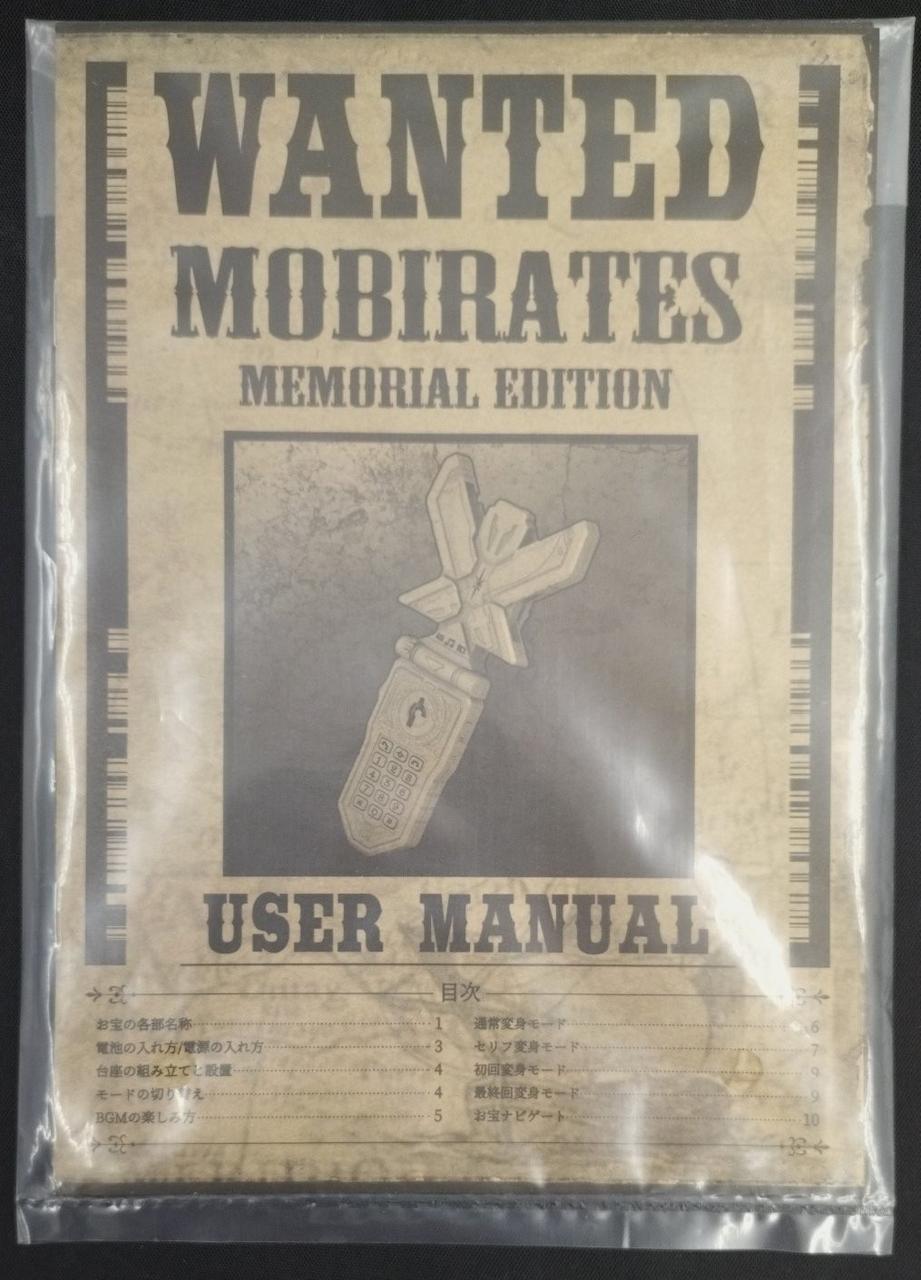 WANTED
MOBIRATES
MEMORIAL EDITION
USER MANUAL
目次
お宝の各部名称 1
電池の入れ方/電源の入れ方 3
台座の組み立てと設置 4
モードの切り替え 4
BGMの楽しみ方 5
通常変身モード 6
セリフ変身モード 7
初回変身モード 9
最終回変身モード 9
お宝ナビゲート 10